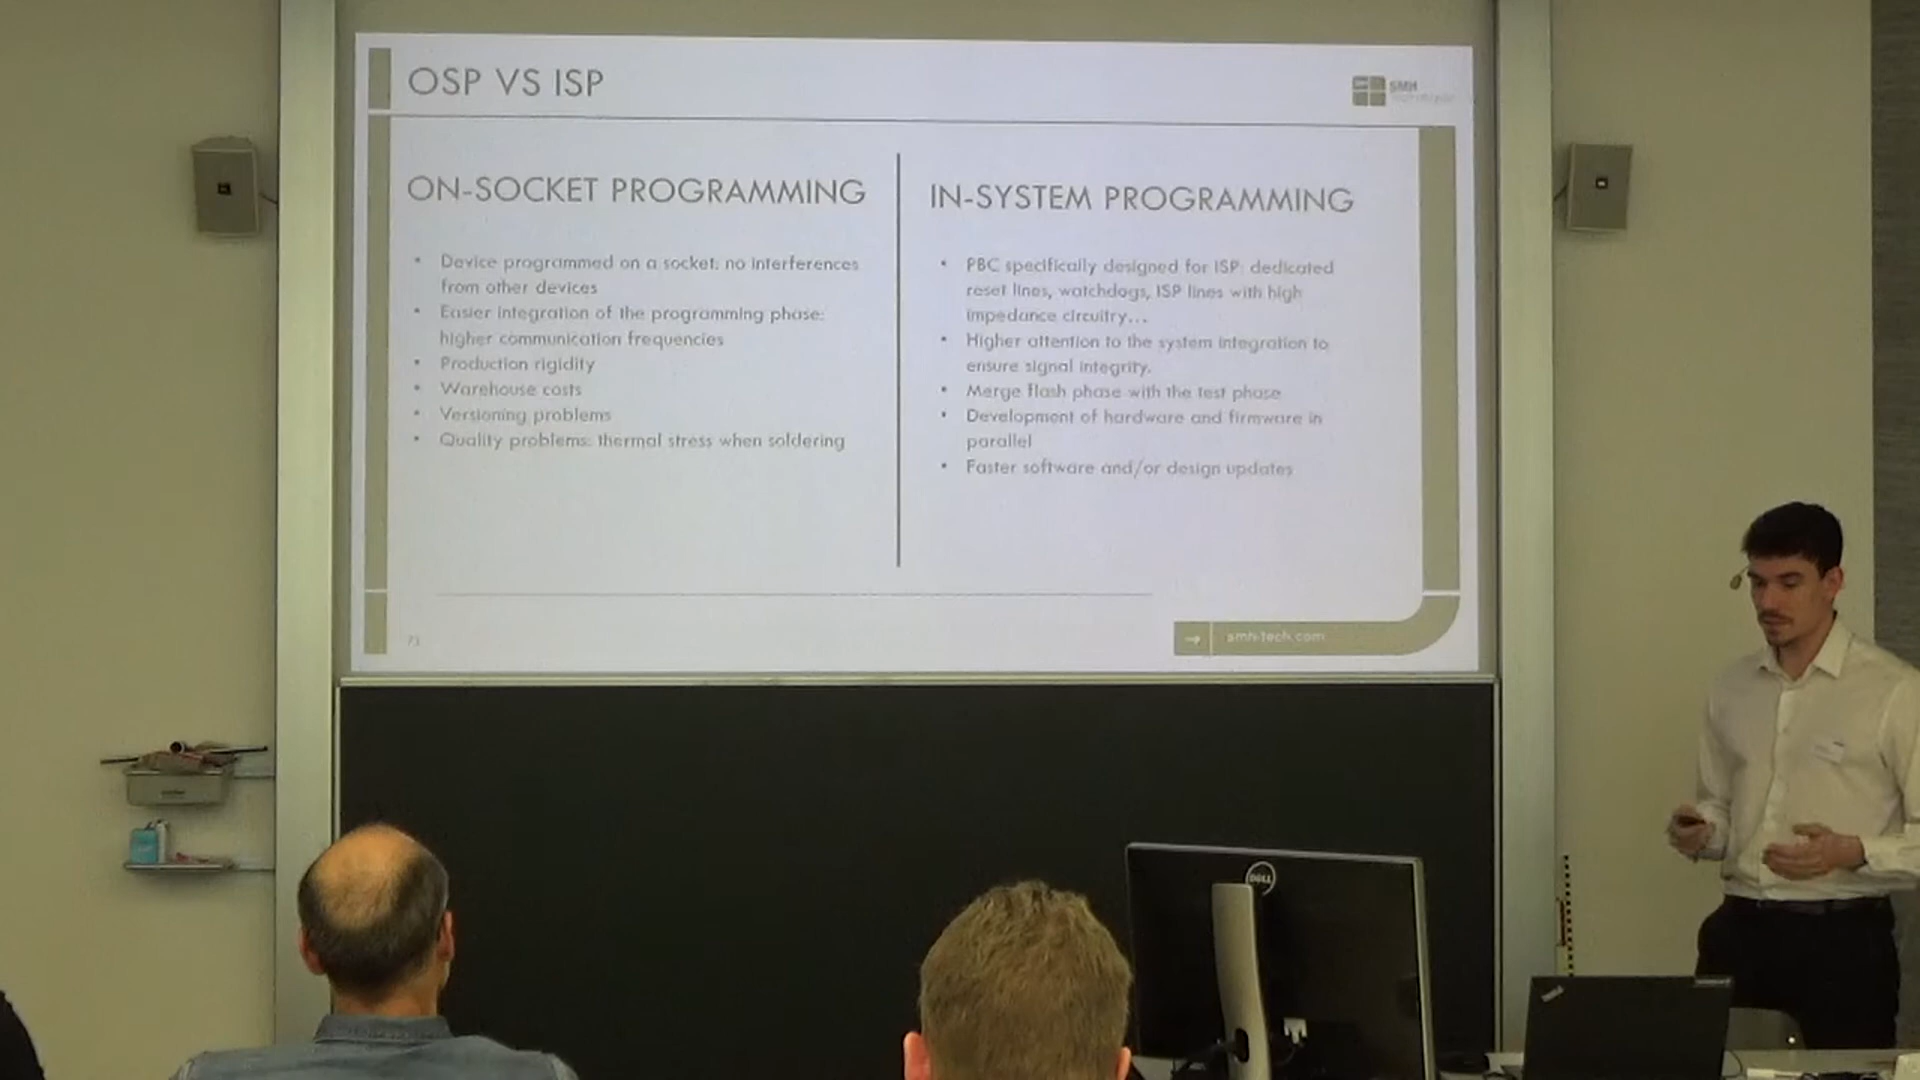 OSP VS ISP
SMH
ON-SOCKET PROGRAMMING
• Device programmed on a socket: no interferences
from other devices
• Easier integration of the programming phase:
higher communication frequencies
• Production rigidity
• Warehouse costs
• Versioning problems
• Quality problems: thermal stress when soldering
IN-SYSTEM PROGRAMMING
• PBC specifically designed for ISP: dedicated
reset lines, watchdogs, ISP lines with high
impedance circuitry...
• Higher attention to the system integration to
ensure signal integrity.
• Merge flash phase with the test phase
• Development of hardware and firmware in
parallel
• Faster software and/or design updates
73
→ smh-tech.com
DELL